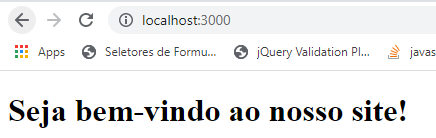 localhost:3000
Apps Seletores de Formu... jQuery Validation Pl... javas
Seja bem-vindo ao nosso site!